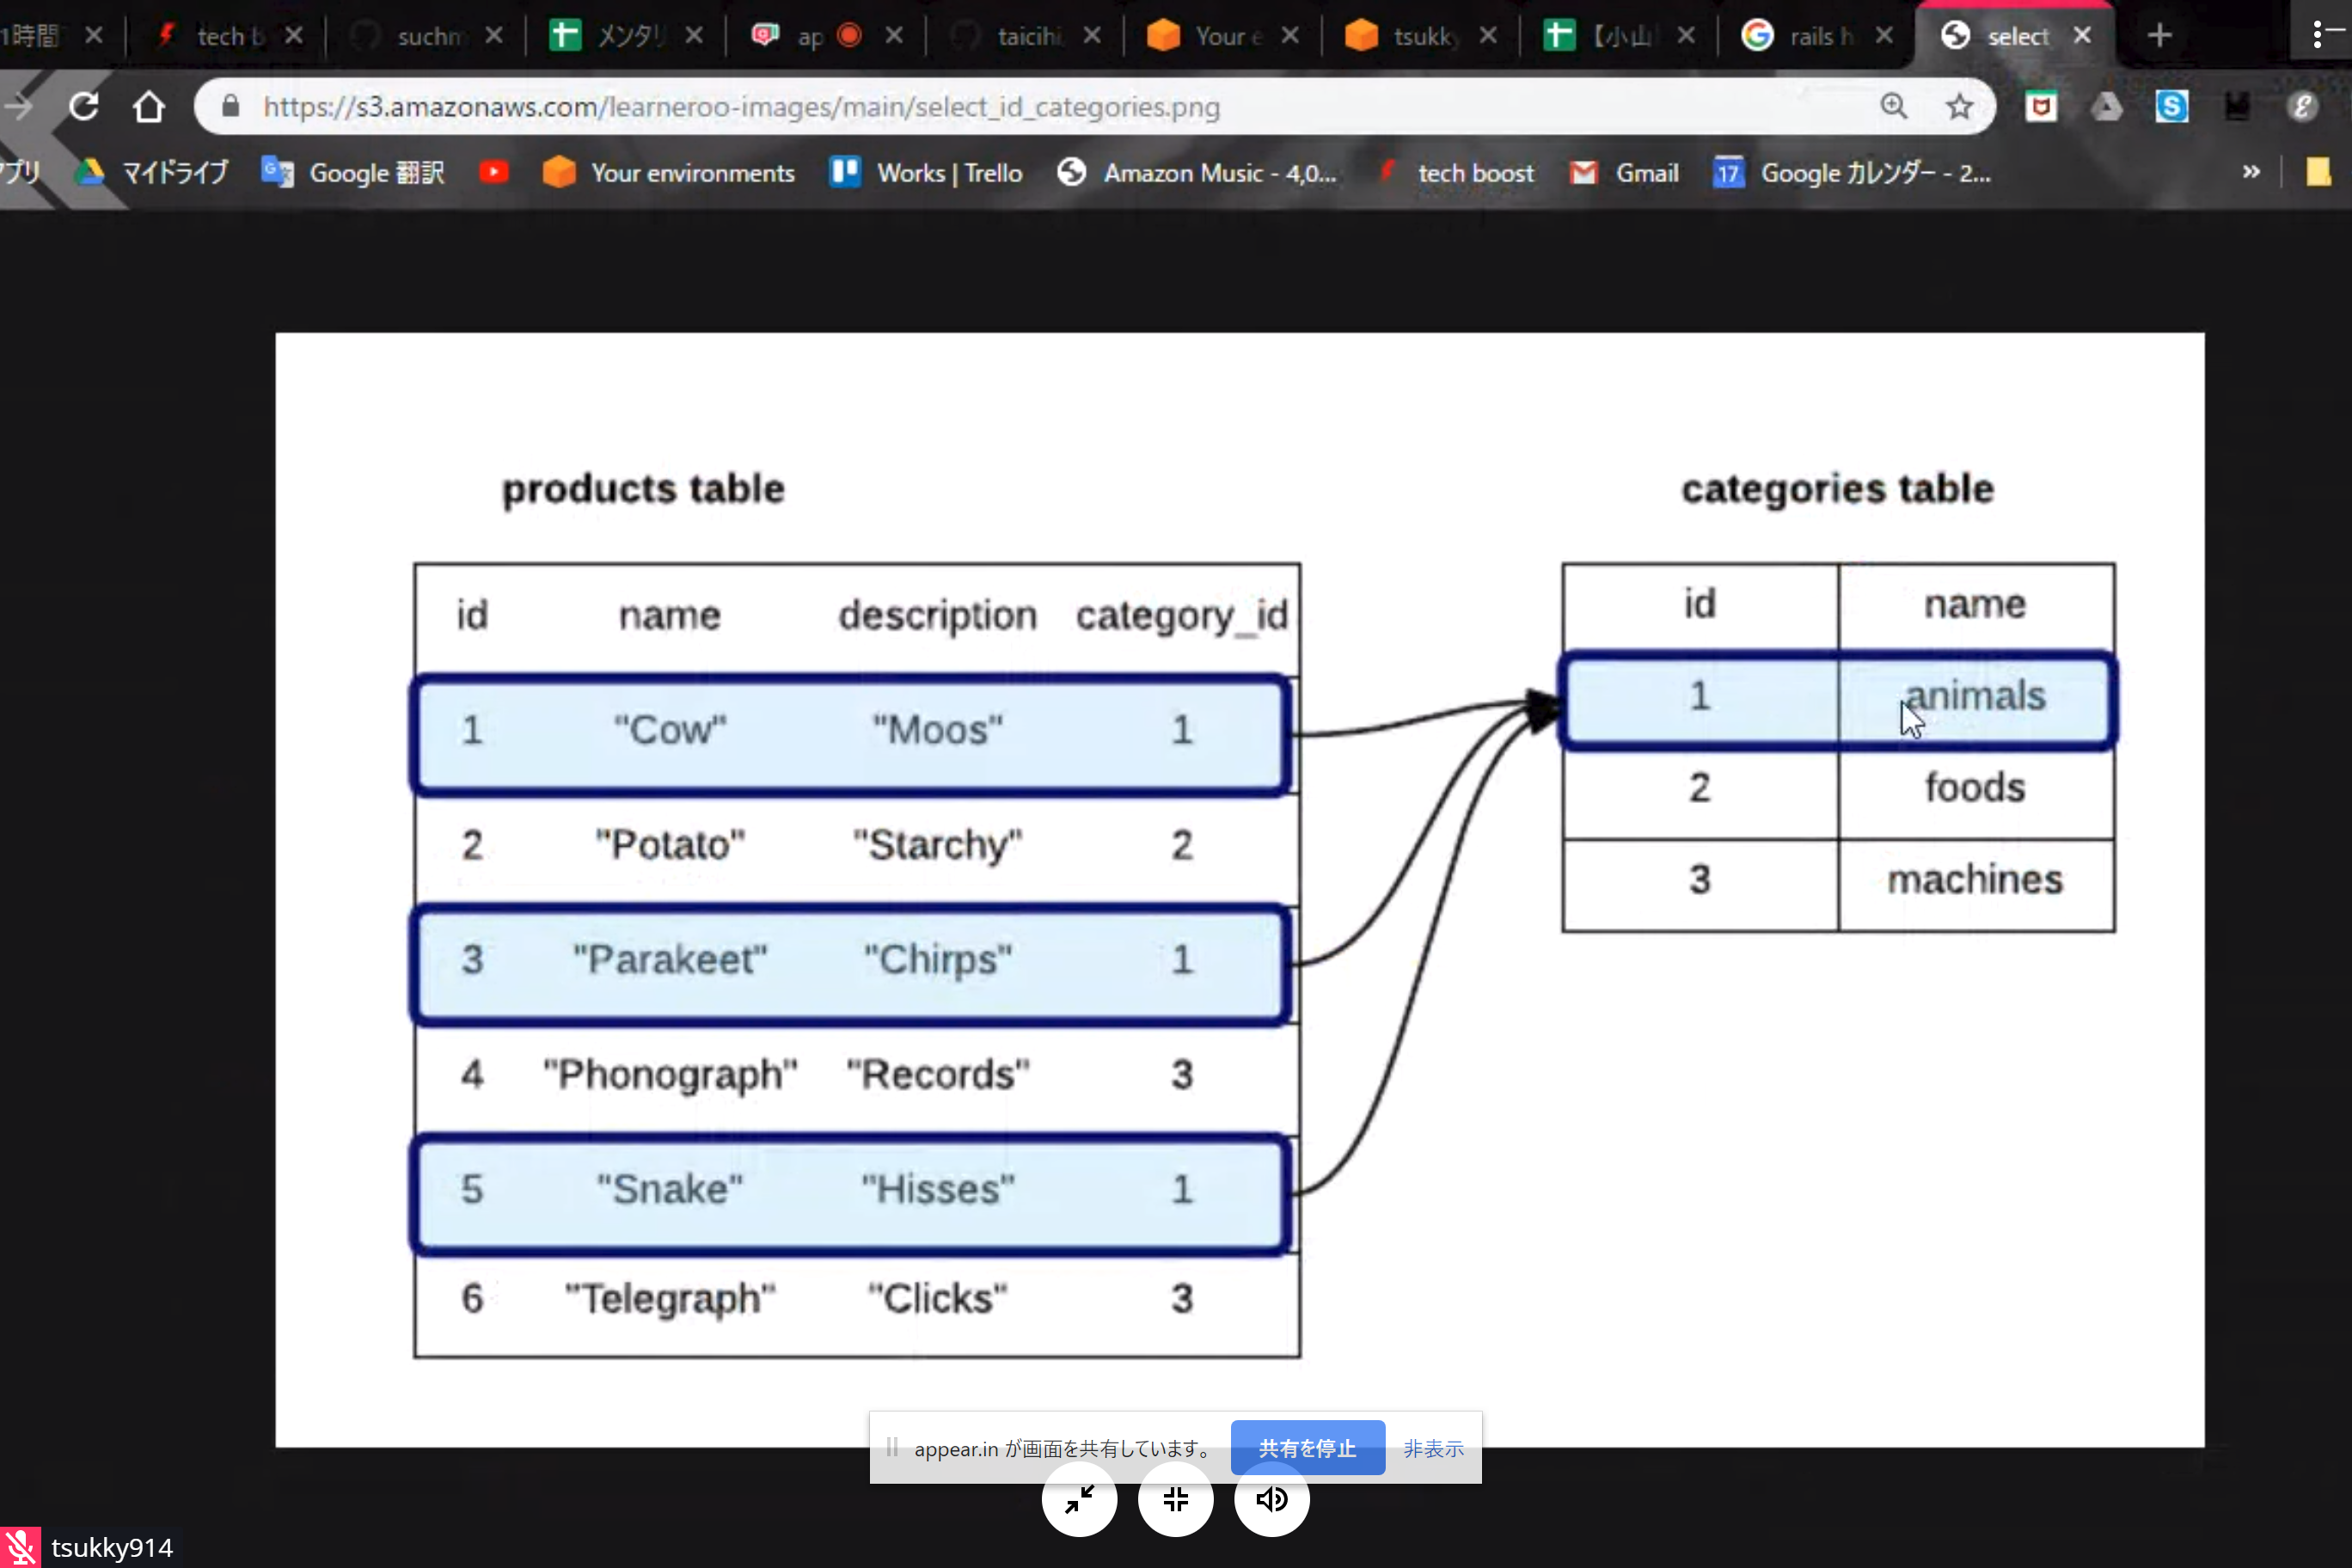 1時間 tech b suchn メンタリ ap taicihi Your e tsukky 【小山 rails h select
https://s3.amazonaws.com/learneroo-images/main/select_id_categories.png
プリ マイドライブ Google 翻訳 Your environments Works | Trello Amazon Music - 4,0... tech boost Gmail 17 Google カレンダー - 2... »
products table
id name description category_id
1 "Cow" "Moos" 1
2 "Potato" "Starchy" 2
3 "Parakeet" "Chirps" 1
4 "Phonograph" "Records" 3
5 "Snake" "Hisses" 1
6 "Telegraph" "Clicks" 3
categories table
id name
1 animals
2 foods
3 machines
appear.in が画面を共有しています。 共有を停止 非表示
tsukky914